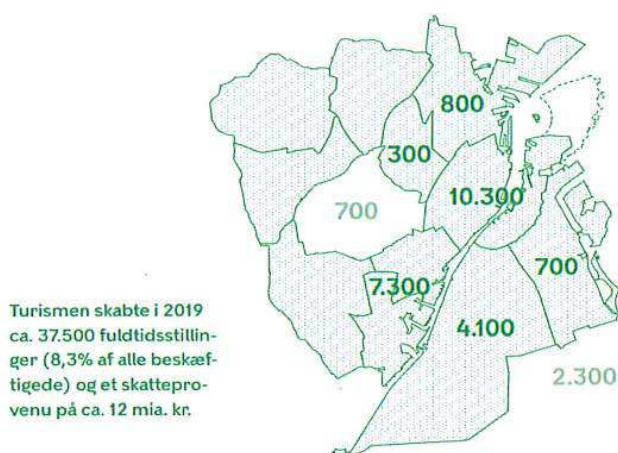 800
300
10.300
700
7.300
700
4.100
2.300
Turismen skabte i 2019
ca. 37.500 fuldtidsstillin-
ger (8,3% af alle beskæf-
tigede) og et skattepro-
venu på ca. 12 mia. kr.